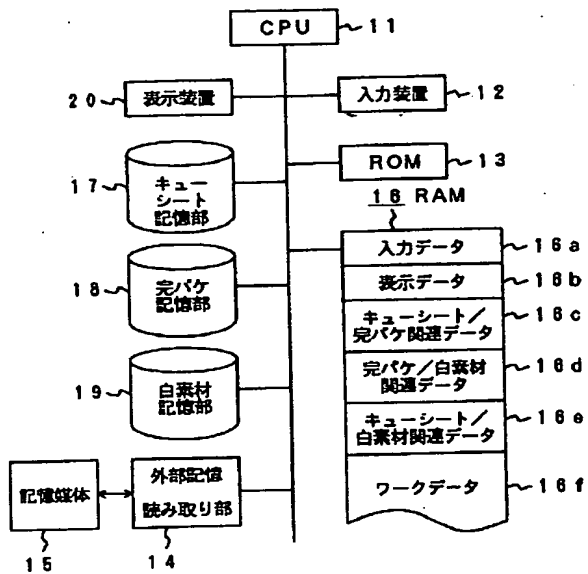 CPU
11
20
表示装置
入力装置
12
ROM
13
17
キュー
シート
記憶部
16 RAM
入力データ
16a
表示データ
16b
18
完パケ
記憶部
キューシート/
完パケ関連データ
16c
完パケ/白素材
関連データ
16d
19
白素材
記憶部
キューシート/
白素材関連データ
16e
記憶媒体
外部記憶
読み取り部
ワークデータ
16f
15
14